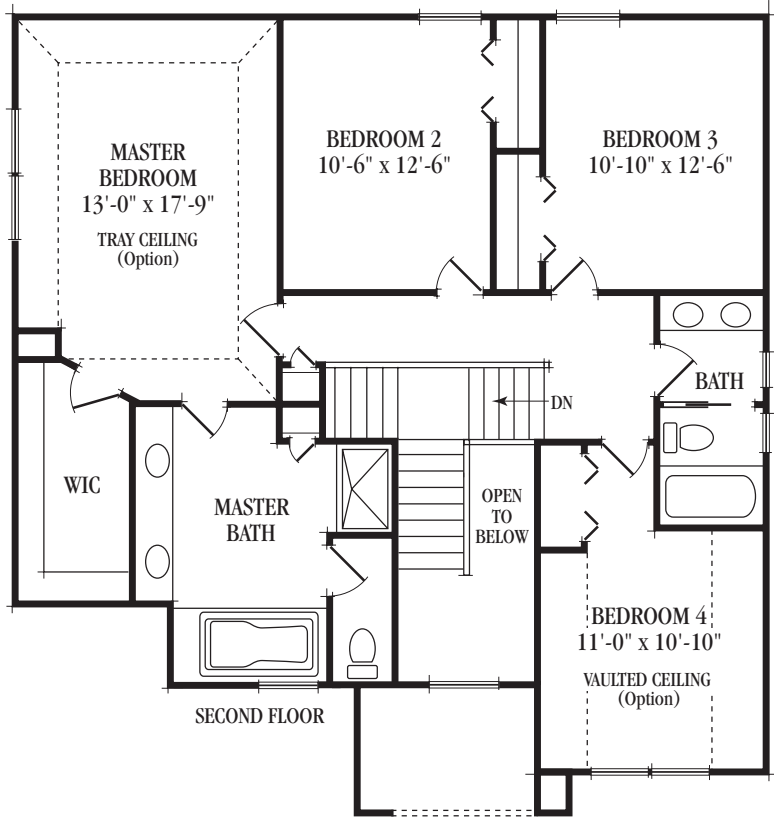 MASTER
BEDROOM
13'-0" x 17'-9"
TRAY CEILING
(Option)
BEDROOM 2
10'-6" x 12'-6"
BEDROOM 3
10'-10" x 12'-6"
BATH
DN
WIC
MASTER
BATH
OPEN
TO
BELOW
BEDROOM 4
11'-0" x 10'-10"
VAULTED CEILING
(Option)
SECOND FLOOR